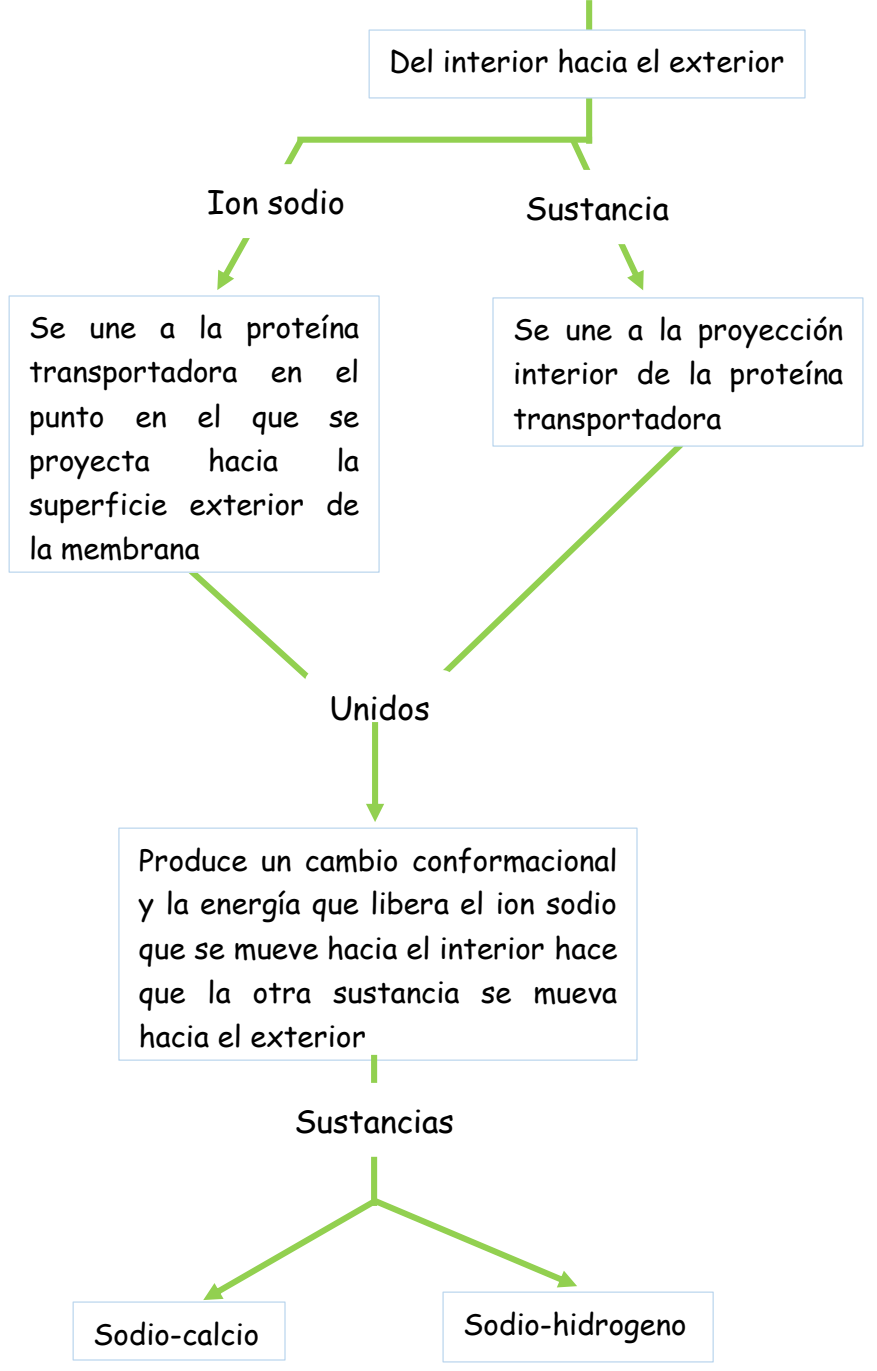 Del interior hacia el exterior
Ion sodio
Sustancia
Se une a la proteína
transportadora en el
punto en el que se
proyecta hacia la
superficie exterior de
la membrana
Se une a la proyección
interior de la proteína
transportadora
Unidos
Produce un cambio conformacional
y la energía que libera el ion sodio
que se mueve hacia el interior hace
que la otra sustancia se mueva
hacia el exterior
Sustancias
Sodio-calcio
Sodio-hidrogeno